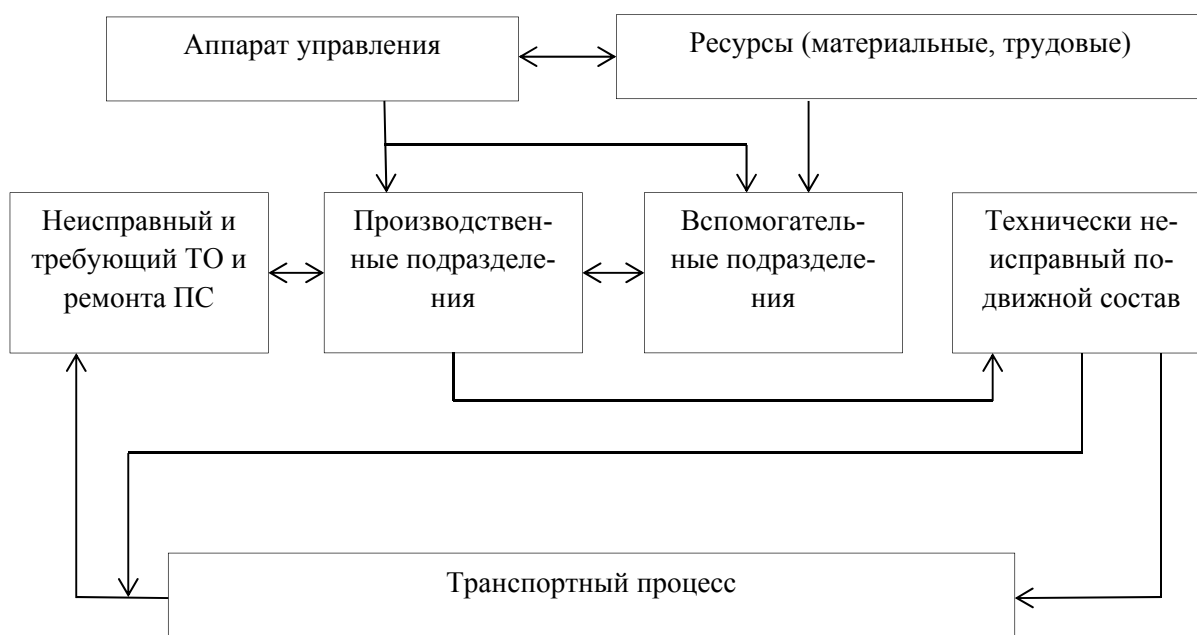 Аппарат управления
Ресурсы (материальные, трудовые)
Неисправный и
требующий ТО и
ремонта ПС
Производствен-
ные подразделе-
ния
Вспомогатель-
ные подразделе-
ния
Технически не-
исправный по-
движной состав
Транспортный процесс